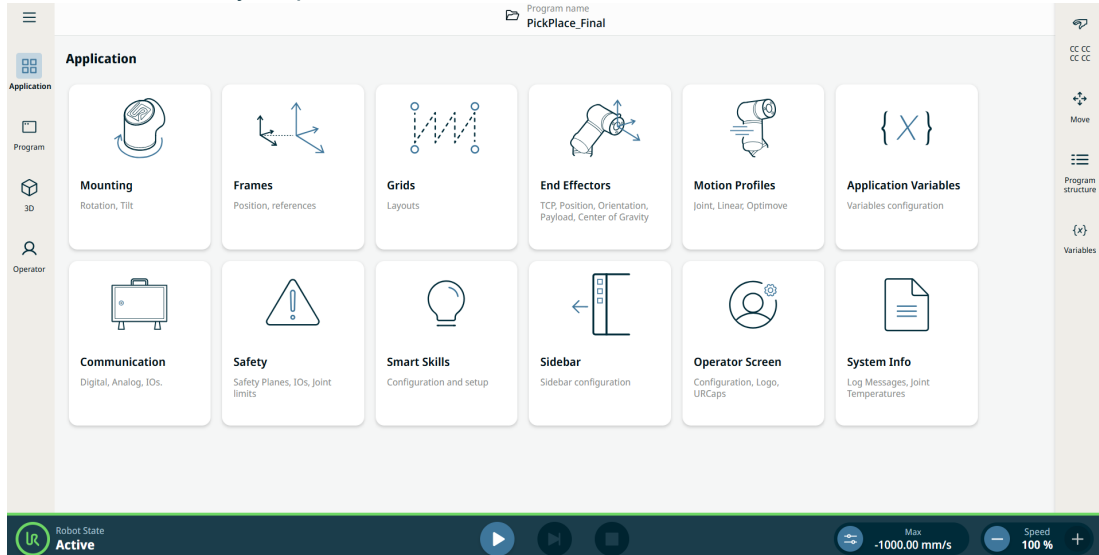 Program name
PickPlace_Final
Application
Application
Program
3D
Operator
Mounting
Rotation, Tilt
Frames
Position, references
Grids
Layouts
End Effectors
TCP, Position, Orientation,
Payload, Center of Gravity
Motion Profiles
Joint, Linear, Optimove
Application Variables
Variables configuration
Communication
Digital, Analog, IOs.
Safety
Safety Planes, IOs, Joint
limits
Smart Skills
Configuration and setup
Sidebar
Sidebar configuration
Operator Screen
Configuration, Logo,
URCaps
System Info
Log Messages, Joint
Temperatures
CC CC
CC CC
Move
Program
structure
{x}
Variables
UR
Robot State
Active
Max
-1000.00 mm/s
Speed
100 %